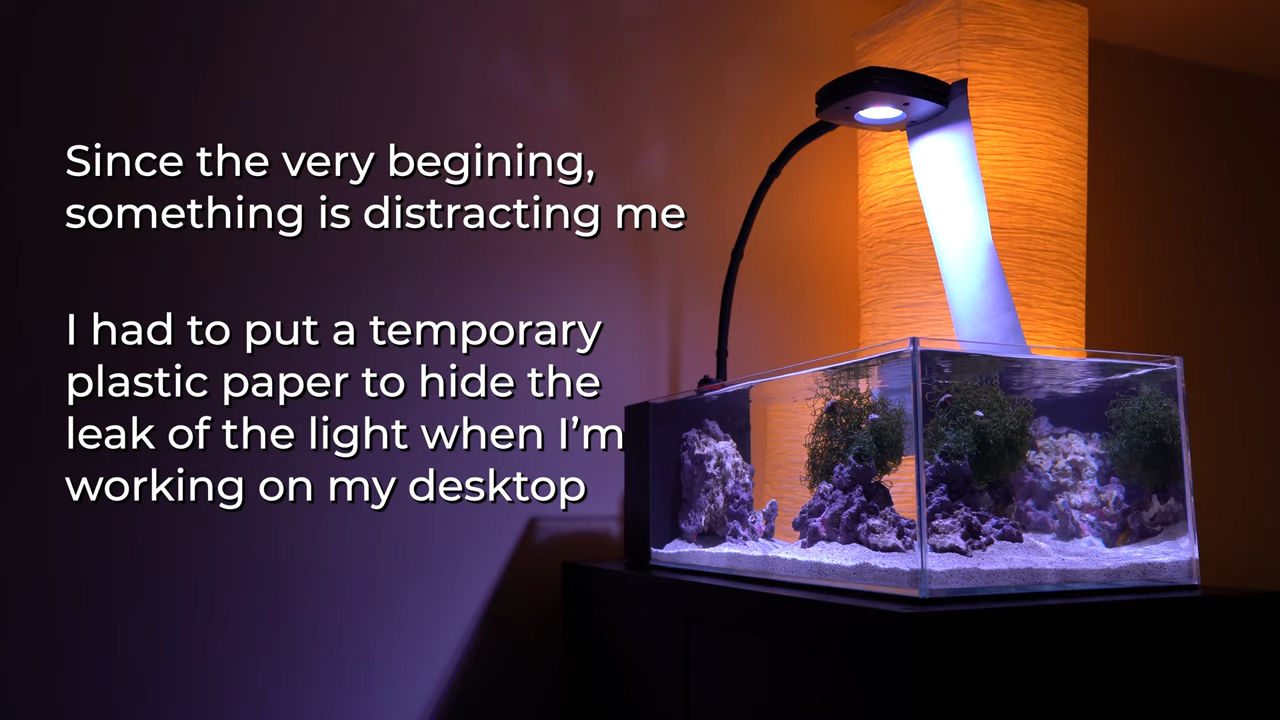 Since the very begining,
something is distracting me
I had to put a temporary
plastic paper to hide the
leak of the light when I'm
working on my desktop